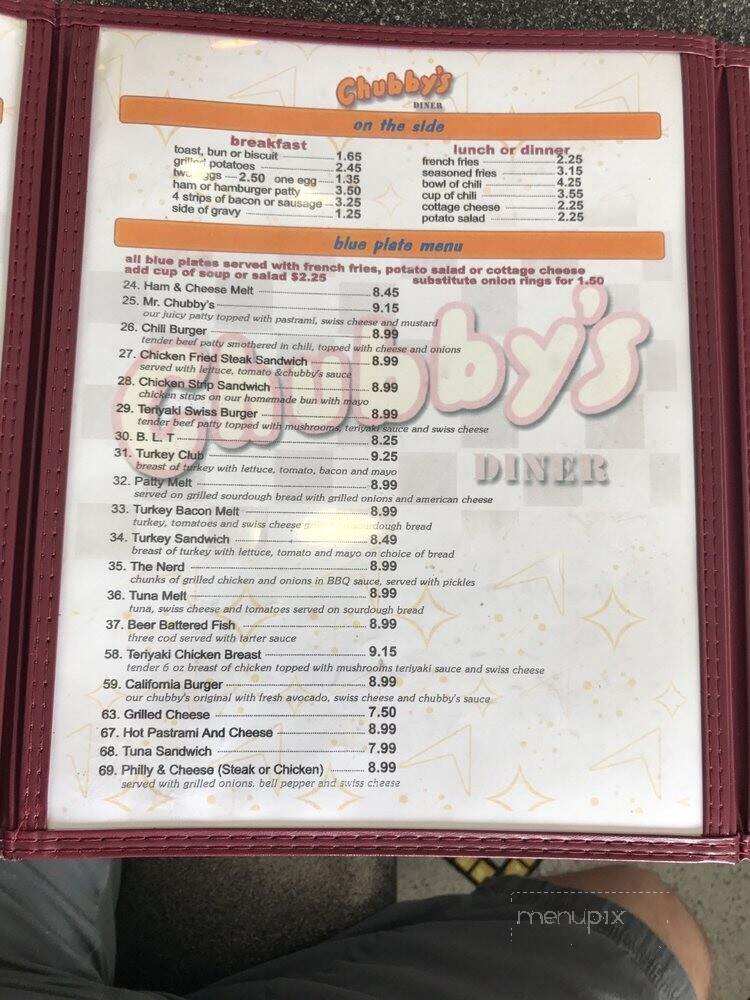 Chubby's
DINER
on the side
breakfast
toast, bun or biscuit 1.65
grilled potatoes 2.45
two eggs 2.50 one egg 1.35
ham or hamburger patty 3.50
4 strips of bacon or sausage 3.25
side of gravy 1.25
lunch or dinner
french fries 2.25
seasoned fries 3.15
bowl of chili 4.25
cup of chili 3.55
cottage cheese 2.25
potato salad 2.25
blue plate menu
all blue plates served with french fries, potato salad or cottage cheese
add cup of soup or salad $2.25 substitute onion rings for 1.50
24. Ham & Cheese Melt 8.45
25. Mr. Chubby's 9.15
our juicy patty topped with pastrami, swiss cheese and mustard
26. Chili Burger 8.99
tender beef patty smothered in chili, topped with cheese and onions
27. Chicken Fried Steak Sandwich 8.99
served with lettuce, tomato &chubby's sauce
28. Chicken Strip Sandwich 8.99
chicken strips on our homemade bun with mayo
29. Teriyaki Swiss Burger 8.99
tender beef patty topped with mushrooms, teriyaki sauce and swiss cheese
30. B. L. T 8.25
31. Turkey Club 9.25
breast of turkey with lettuce, tomato, bacon and mayo
32. Patty Melt 8.99
served on grilled sourdough bread with grilled onions and american cheese
33. Turkey Bacon Melt 8.99
turkey, tomatoes and swiss cheese sourdough bread
34. Turkey Sandwich 8.49
breast of turkey with lettuce, tomato and mayo on choice of bread
35. The Nerd 8.99
chunks of grilled chicken and onions in BBQ sauce, served with pickles
36. Tuna Melt 8.99
tuna, swiss cheese and tomatoes served on sourdough bread
37. Beer Battered Fish 8.99
three cod served with tarter sauce
58. Teriyaki Chicken Breast 9.15
tender 6 oz breast of chicken topped with mushrooms teriyaki sauce and swiss cheese
59. California Burger 8.99
our chubby's original with fresh avocado, swiss cheese and chubby's sauce
63. Grilled Cheese 7.50
67. Hot Pastrami And Cheese 8.99
68. Tuna Sandwich 7.99
69. Philly & Cheese (Steak or Chicken) 8.99
served with grilled onions, bell pepper and swiss cheese
Chubby's
DINER
menupix